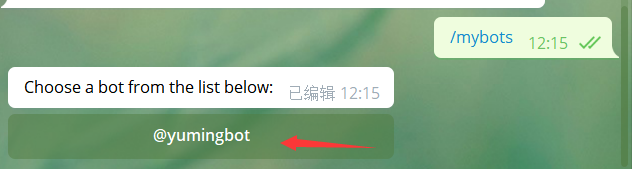 /mybots 12:15
Choose a bot from the list below: 已编辑 12:15
@yumingbot